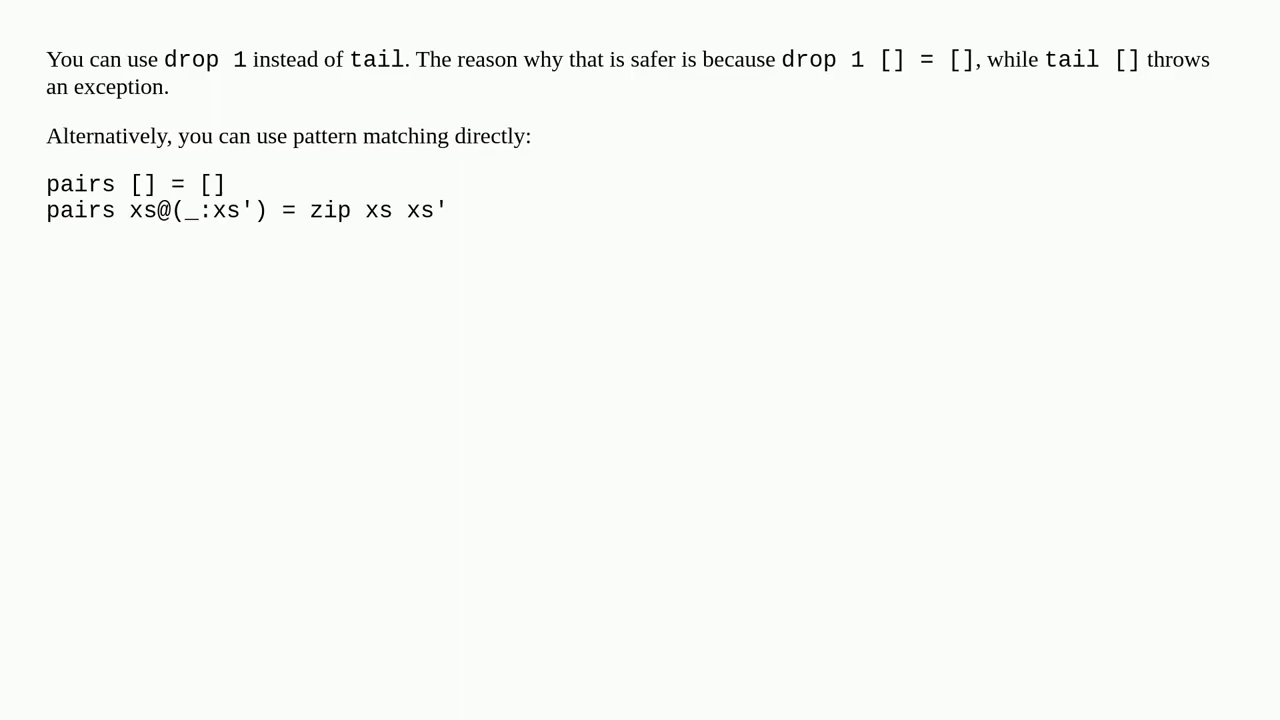 You can use drop 1 instead of tail. The reason why that is safer is because drop 1 [] = [], while tail [] throws
an exception.
Alternatively, you can use pattern matching directly:
pairs [] = []
pairs xs@(_:xs') = zip xs xs'